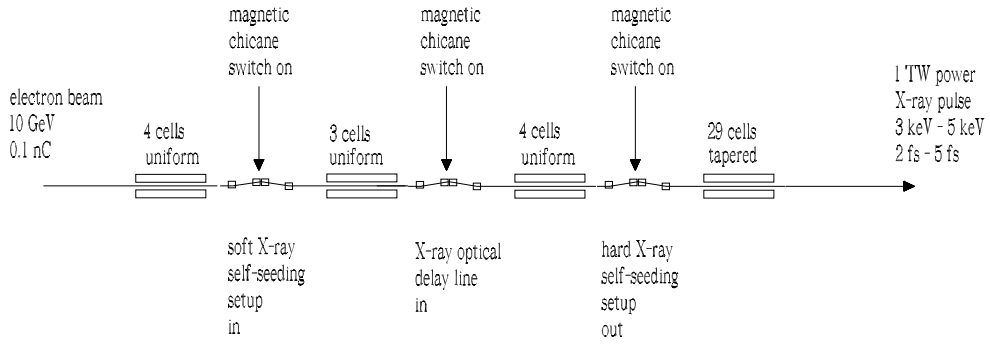 magnetic
chicane
switch on
magnetic
chicane
switch on
magnetic
chicane
switch on
electron beam
10 GeV
0.1 nC
4 cells
uniform
3 cells
uniform
4 cells
uniform
29 cells
tapered
1 TW power
X-ray pulse
3 keV - 5 keV
2 fs - 5 fs
soft X-ray
self-seeding
setup
in
X-ray optical
delay line
in
hard X-ray
self-seeding
setup
out